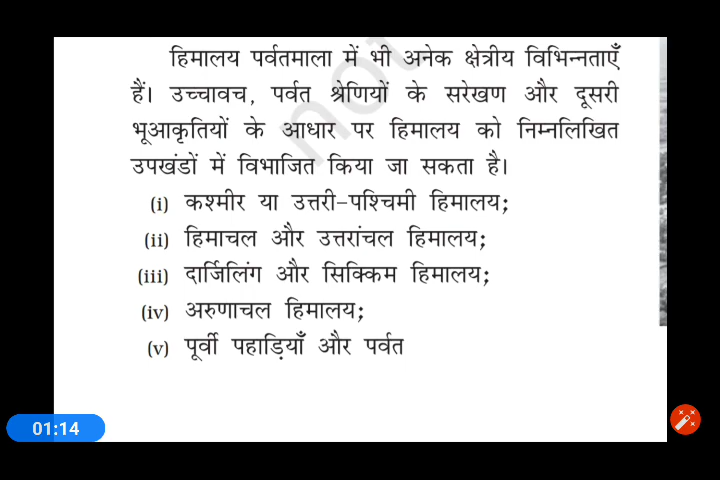 हिमालय पर्वतमाला में भी अनेक क्षेत्रीय विभिन्नताएँ
हैं। उच्चावच, पर्वत श्रेणियों के सरेखण और दूसरी
भूआकृतियों के आधार पर हिमालय को निम्नलिखित
उपखंडों में विभाजित किया जा सकता है।
(i) कश्मीर या उत्तरी-पश्चिमी हिमालय;
(ii) हिमाचल और उत्तरांचल हिमालय;
(iii) दार्जिलिंग और सिक्किम हिमालय;
(iv) अरुणाचल हिमालय;
(v) पूर्वी पहाड़ियाँ और पर्वत
not
01:14